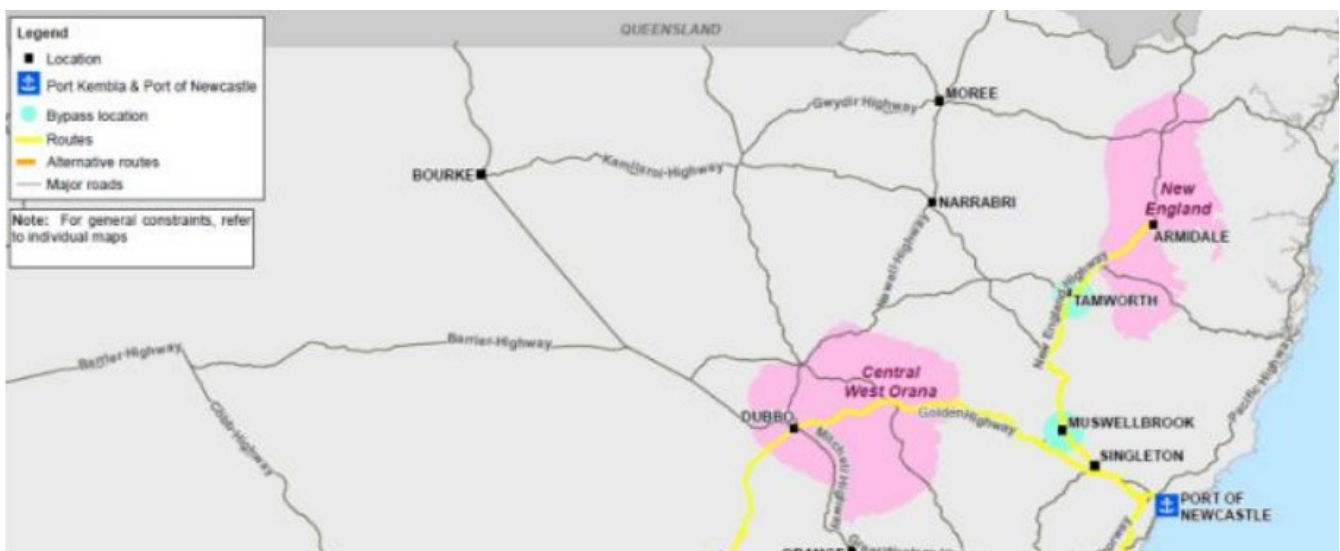 Legend
Location
Port Kembla & Port of Newcastle
Bypass location
Routes
Alternative routes
Major roads
Note: For general constraints, refer
to individual maps
QUEENSLAND
MOREE
Gwydir Highway
BOURKE
Kamilaroi-Highway
NARRABRI
New
England
ARMIDALE
Newell-Highway
TAMWORTH
New England-Highway
Barrier-Highway
Barrier-Highway
Cobb-Highway
Central
West Orana
Pacific-Highway
DUBBO
Golden Highway
MUSWELLBROOK
Mitchell-Highway
SINGLETON
PORT OF
NEWCASTLE